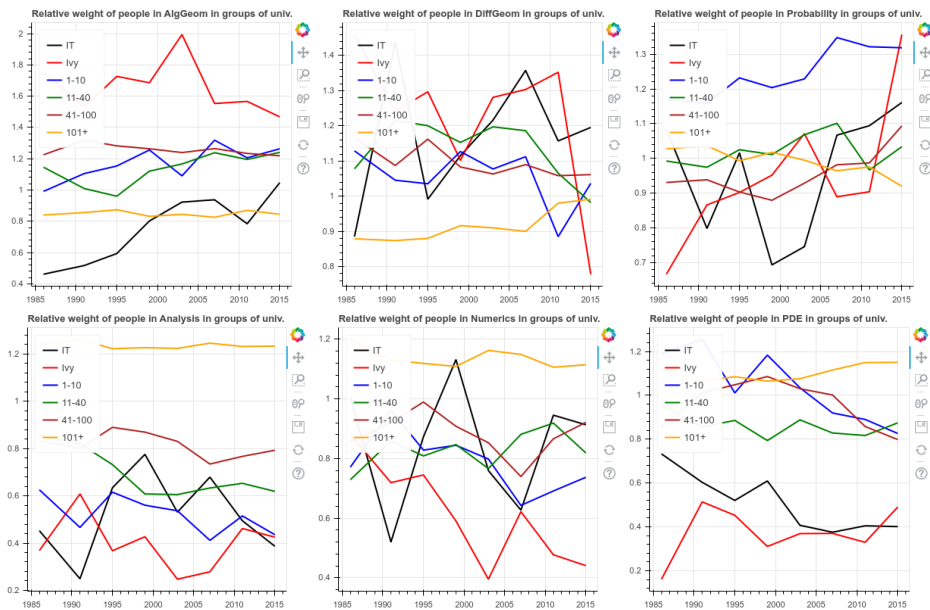 Relative weight of people in AlgGeom in groups of univ.
2
1.8
1.6
1.4
1.2
1
0.8
0.6
0.4
IT
Ivy
1-10
11-40
41-100
101+
1985 1990 1995 2000 2005 2010 2015
Relative weight of people in DiffGeom in groups of univ.
1.4
1.3
1.2
1.1
1
0.9
0.8
IT
Ivy
1-10
11-40
41-100
101+
1985 1990 1995 2000 2005 2010 2015
Relative weight of people in Probability in groups of univ.
1.3
1.2
1.1
1
0.9
0.8
0.7
IT
Ivy
1-10
11-40
41-100
101+
1985 1990 1995 2000 2005 2010 2015
Relative weight of people in Analysis in groups of univ.
1.2
1
0.8
0.6
0.4
0.2
IT
Ivy
1-10
11-40
41-100
101+
1985 1990 1995 2000 2005 2010 2015
Relative weight of people in Numerics in groups of univ.
1.2
1
0.8
0.6
0.4
IT
Ivy
1-10
11-40
41-100
101+
1985 1990 1995 2000 2005 2010 2015
Relative weight of people in PDE in groups of univ.
1.2
1
0.8
0.6
0.4
0.2
IT
Ivy
1-10
11-40
41-100
101+
1985 1990 1995 2000 2005 2010 2015